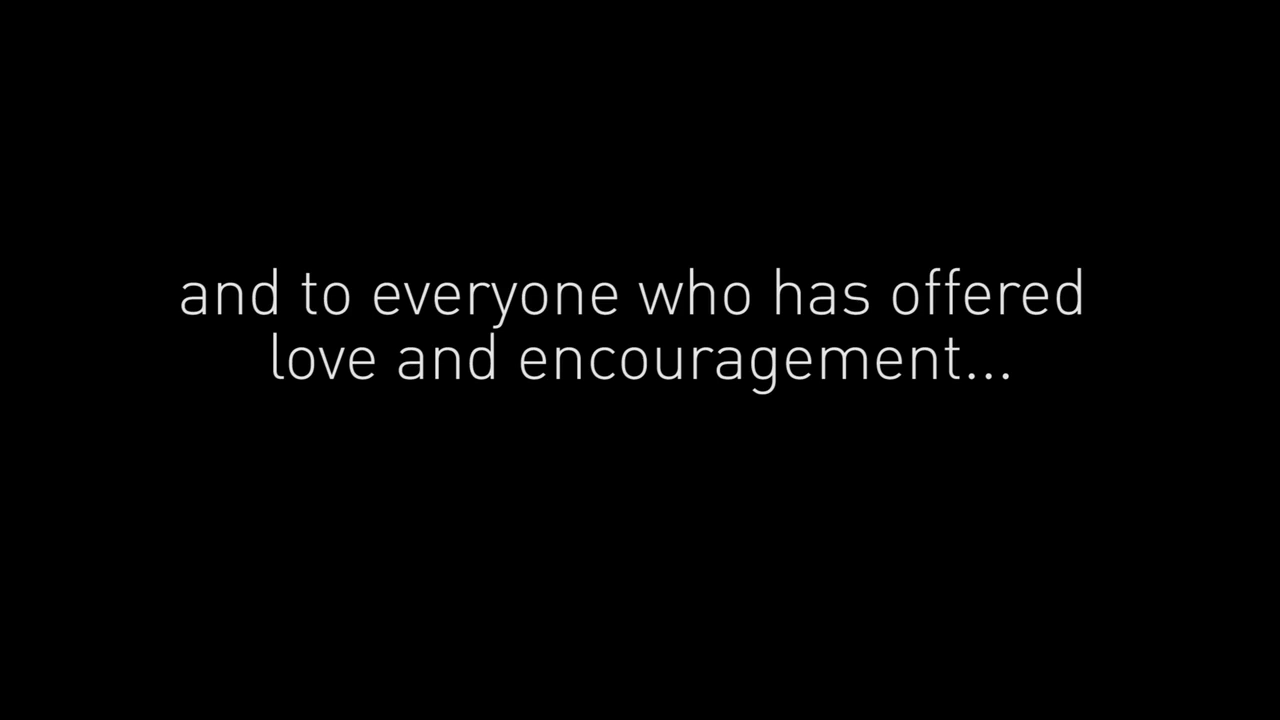 and to everyone who has offered
love and encouragement...